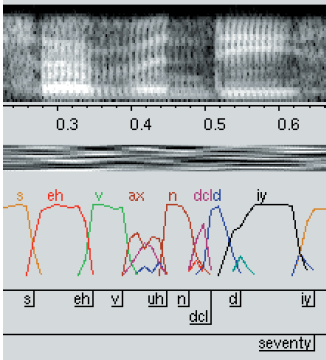 0.3 0.4 0.5 0.6
s eh v ax n dcl d iy
s eh v uh n d iy
dcl
seventy